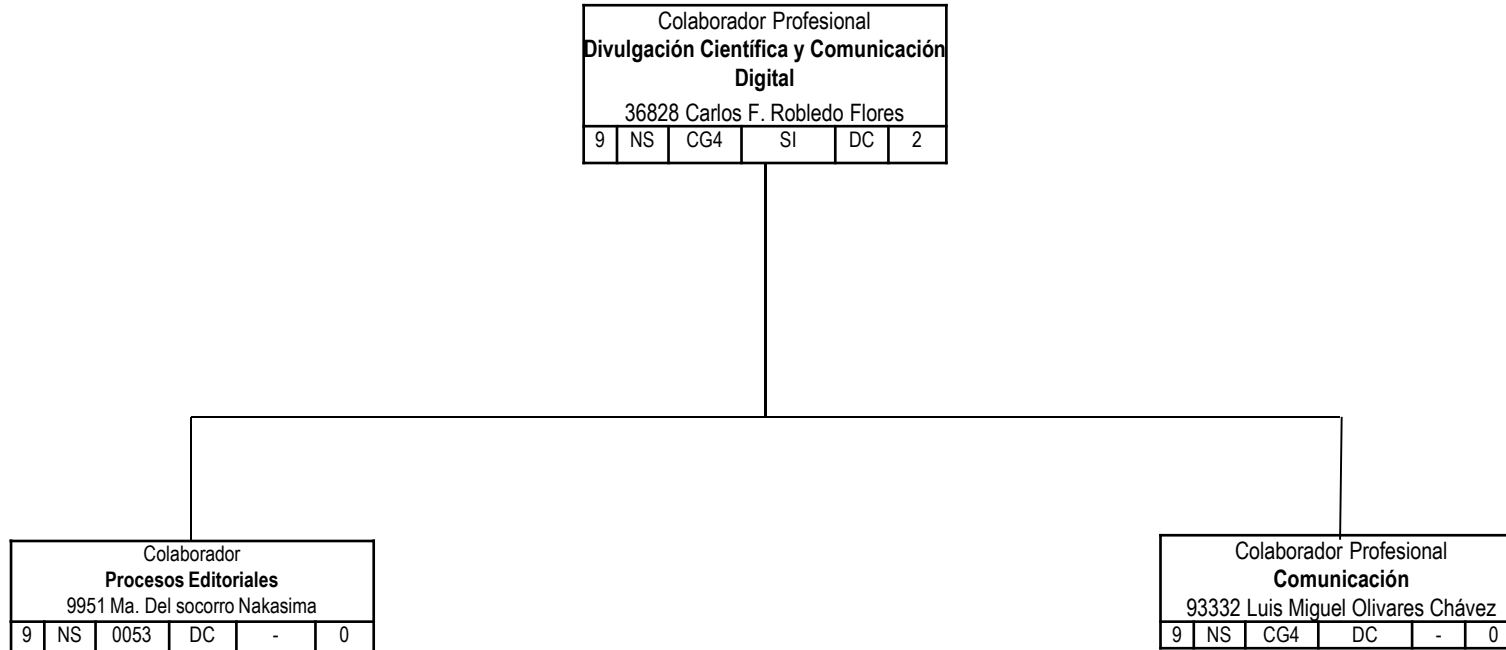 Colaborador Profesional
Divulgación Científica y Comunicación
Digital
36828 Carlos F. Robledo Flores
9 NS CG4 SI DC 2
Colaborador
Procesos Editoriales
9951 Ma. Del socorro Nakasima
9 NS 0053 DC - 0
Colaborador Profesional
Comunicación
93332 Luis Miguel Olivares Chávez
9 NS CG4 DC - 0